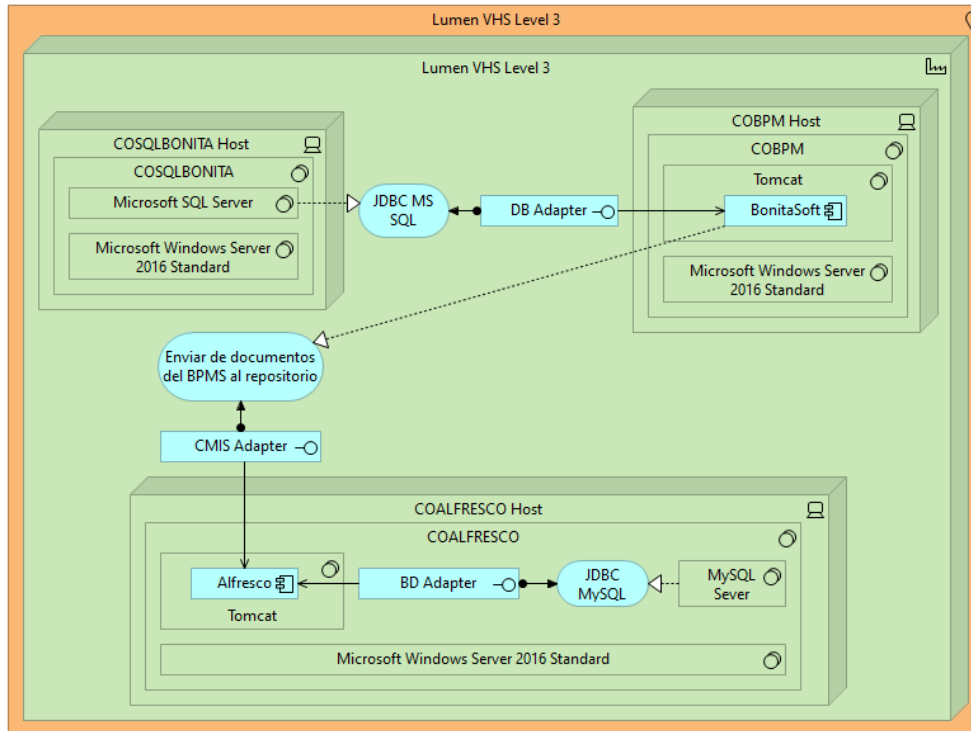 Lumen VHS Level 3
Lumen VHS Level 3
COSQLBONITA Host
COSQLBONITA
Microsoft SQL Server
Microsoft Windows Server
2016 Standard
JDBC MS
SQL
DB Adapter
COBPM Host
COBPM
Tomcat
BonitaSoft
Microsoft Windows Server
2016 Standard
Enviar de documentos
del BPMS al repositorio
CMIS Adapter
COALFRESCO Host
COALFRESCO
Alfresco
Tomcat
BD Adapter
JDBC
MySQL
MySQL
Sever
Microsoft Windows Server 2016 Standard